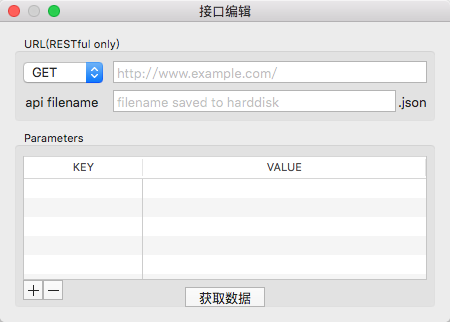 接口编辑
URL(RESTful only)
GET http://www.example.com/
api filename filename saved to harddisk .json
Parameters
KEY VALUE
+ −
获取数据